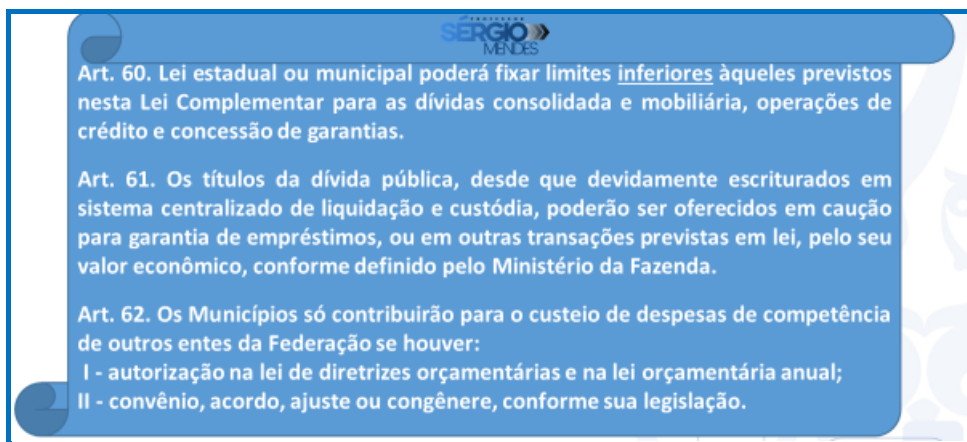 PROFESSOR
SÉRGIO
MENDES
Art. 60. Lei estadual ou municipal poderá fixar limites inferiores àqueles previstos
nesta Lei Complementar para as dívidas consolidada e mobiliária, operações de
crédito e concessão de garantias.
Art. 61. Os títulos da dívida pública, desde que devidamente escriturados em
sistema centralizado de liquidação e custódia, poderão ser oferecidos em caução
para garantia de empréstimos, ou em outras transações previstas em lei, pelo seu
valor econômico, conforme definido pelo Ministério da Fazenda.
Art. 62. Os Municípios só contribuirão para o custeio de despesas de competência
de outros entes da Federação se houver:
I - autorização na lei de diretrizes orçamentárias e na lei orçamentária anual;
II - convênio, acordo, ajuste ou congênere, conforme sua legislação.